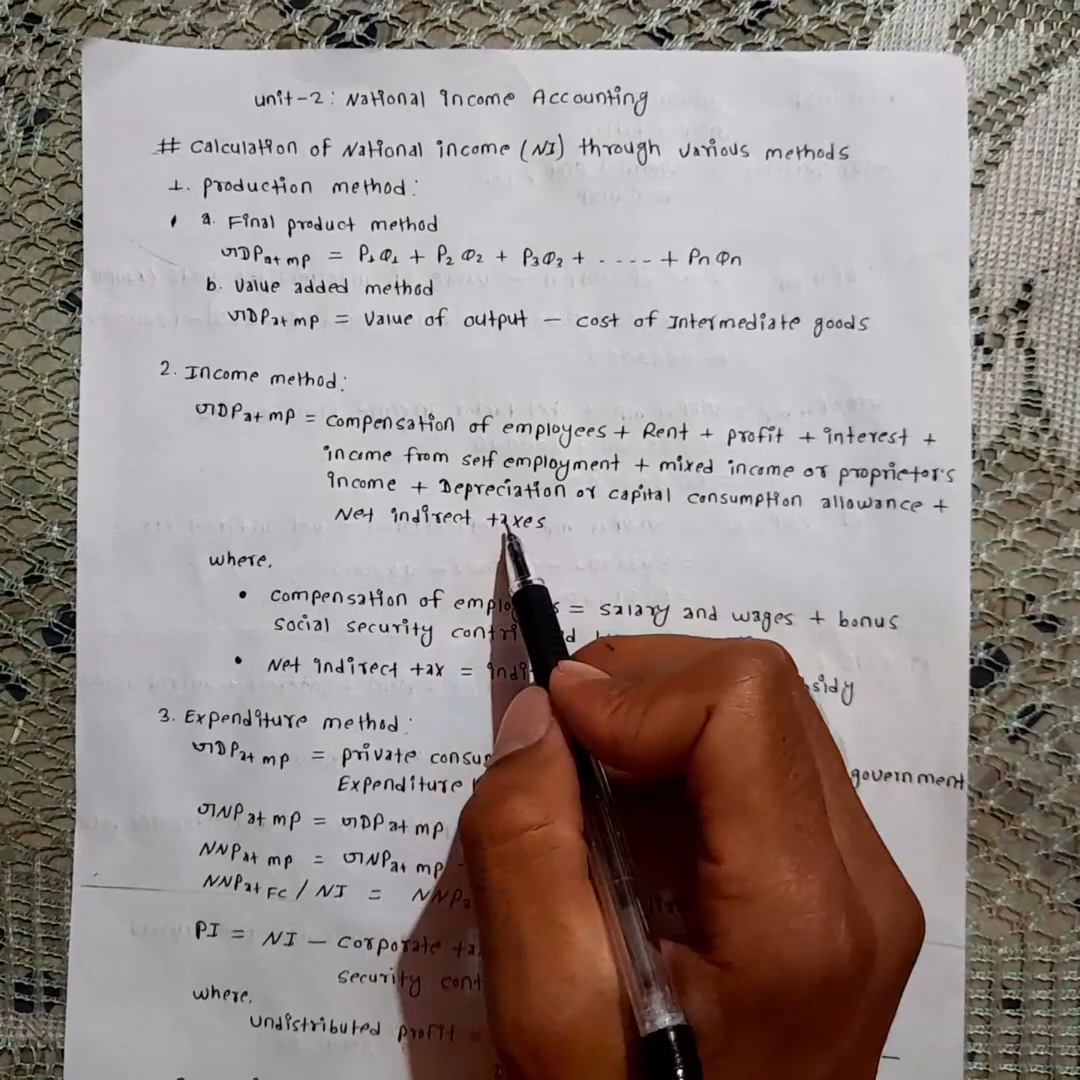 unit-2: National Income Accounting
# Calculation of National income (NI) through various methods
1. production method:
a. Final product method
GDPat mp = P1Q1 + P2Q2 + P3Q3 + ..... + PnQn
b. Value added method
GDPat mp = Value of output - cost of Intermediate goods
2. Income method:
GDPat mp = compensation of employees + Rent + profit + interest +
income from self employment + mixed income or proprietor's
income + Depreciation or capital consumption allowance +
Net indirect taxes
where,
• compensation of = salary and wages + bonus
social security
• Net indirect tax =
3. Expenditure method:
GDPat mp = private
Expenditure government
GNPat mp = GDPat mp
NNPat mp = GNPat mp
NNPat FC / NI =
PI = NI - corporate
security
where,
undistributed profit =